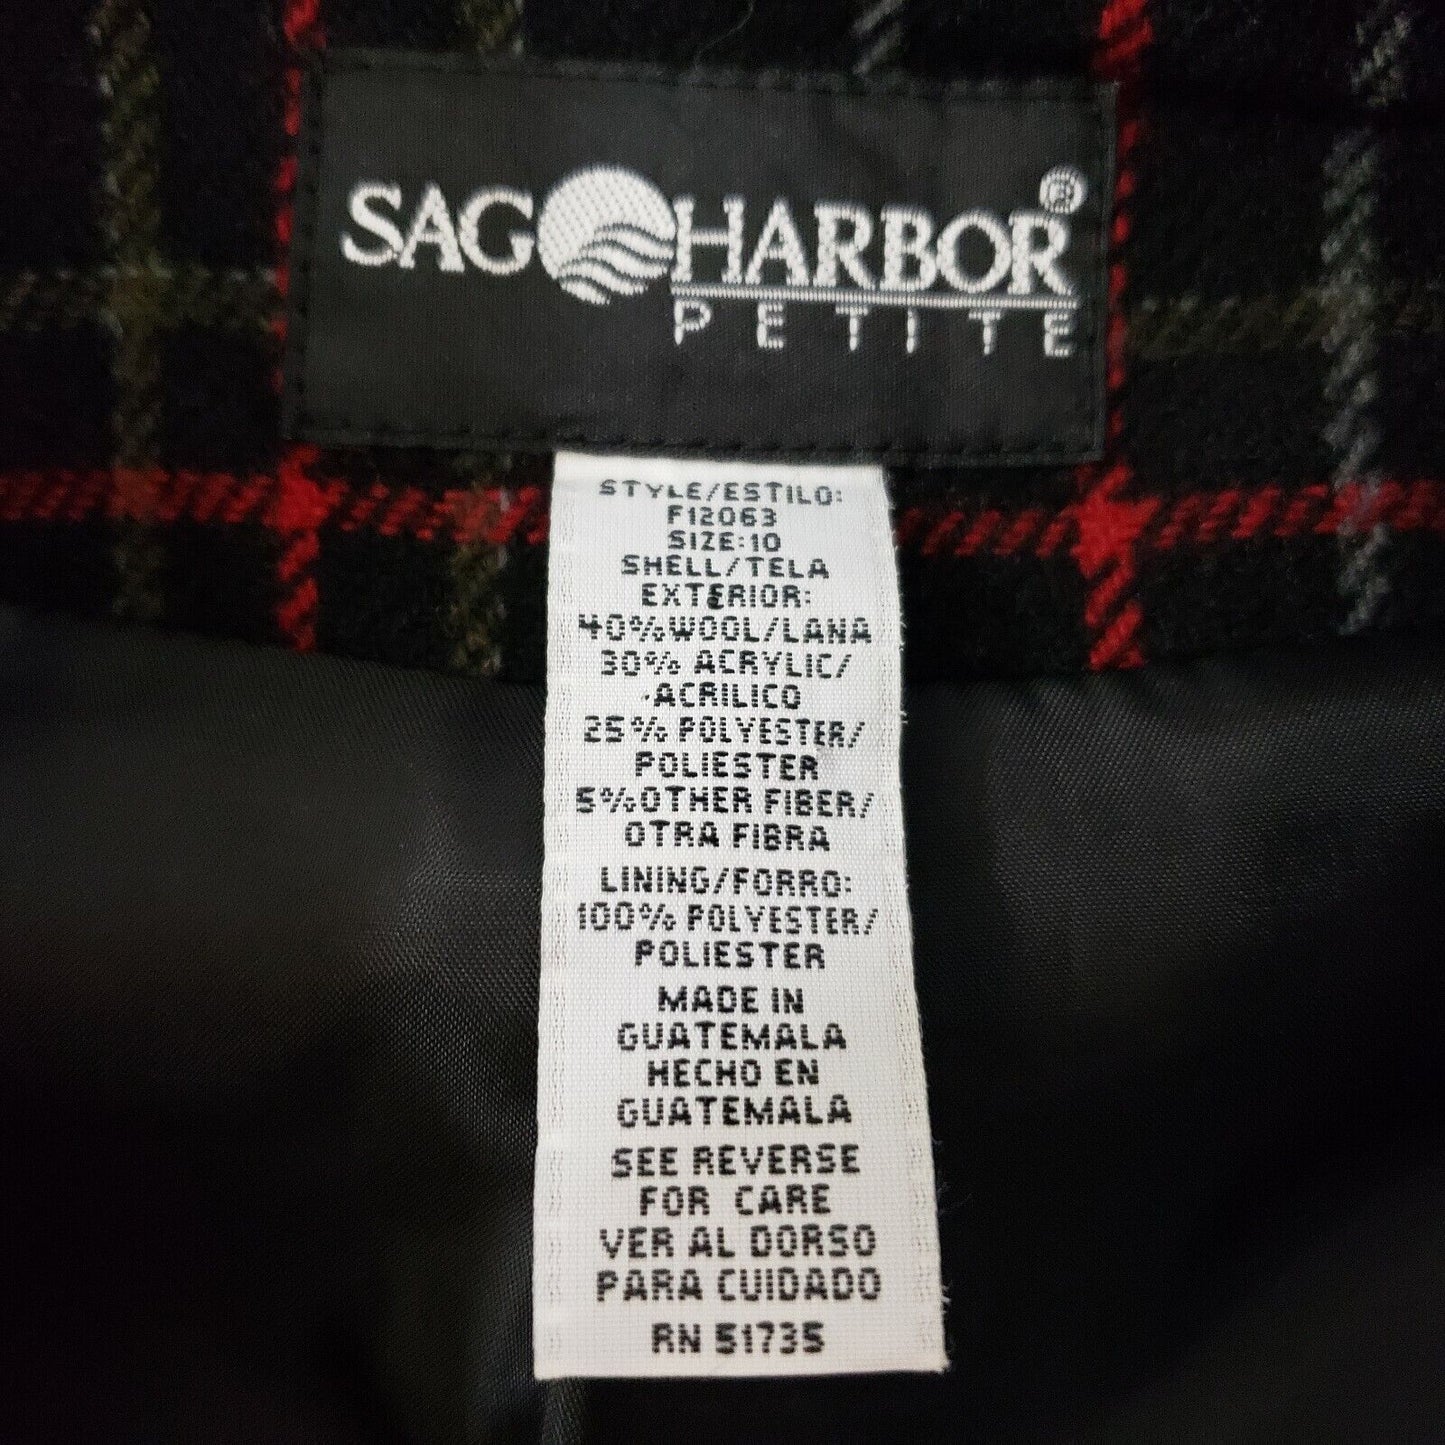 SAG HARBOR®
PETITE
STYLE/ESTILO:
F12063
SIZE:10
SHELL/TELA
EXTERIOR:
40%WOOL/LANA
30% ACRYLIC/
ACRILICO
25% POLYESTER/
POLIESTER
5%OTHER FIBER/
OTRA FIBRA
LINING/FORRO:
100% POLYESTER/
POLIESTER
MADE IN
GUATEMALA
HECHO EN
GUATEMALA
SEE REVERSE
FOR CARE
VER AL DORSO
PARA CUIDADO
RN 51735